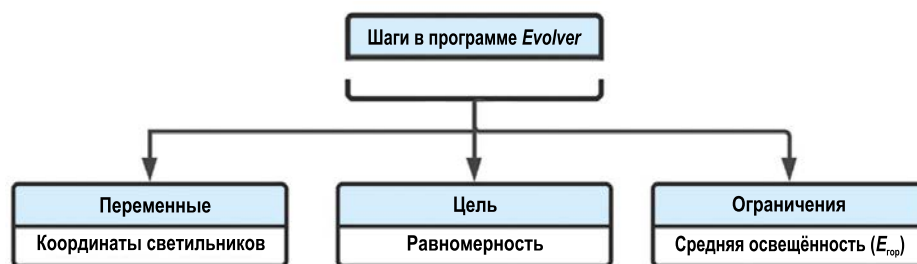 Шаги в программе Evolver
Переменные
Координаты светильников
Цель
Равномерность
Ограничения
Средняя освещённость (Eгор)